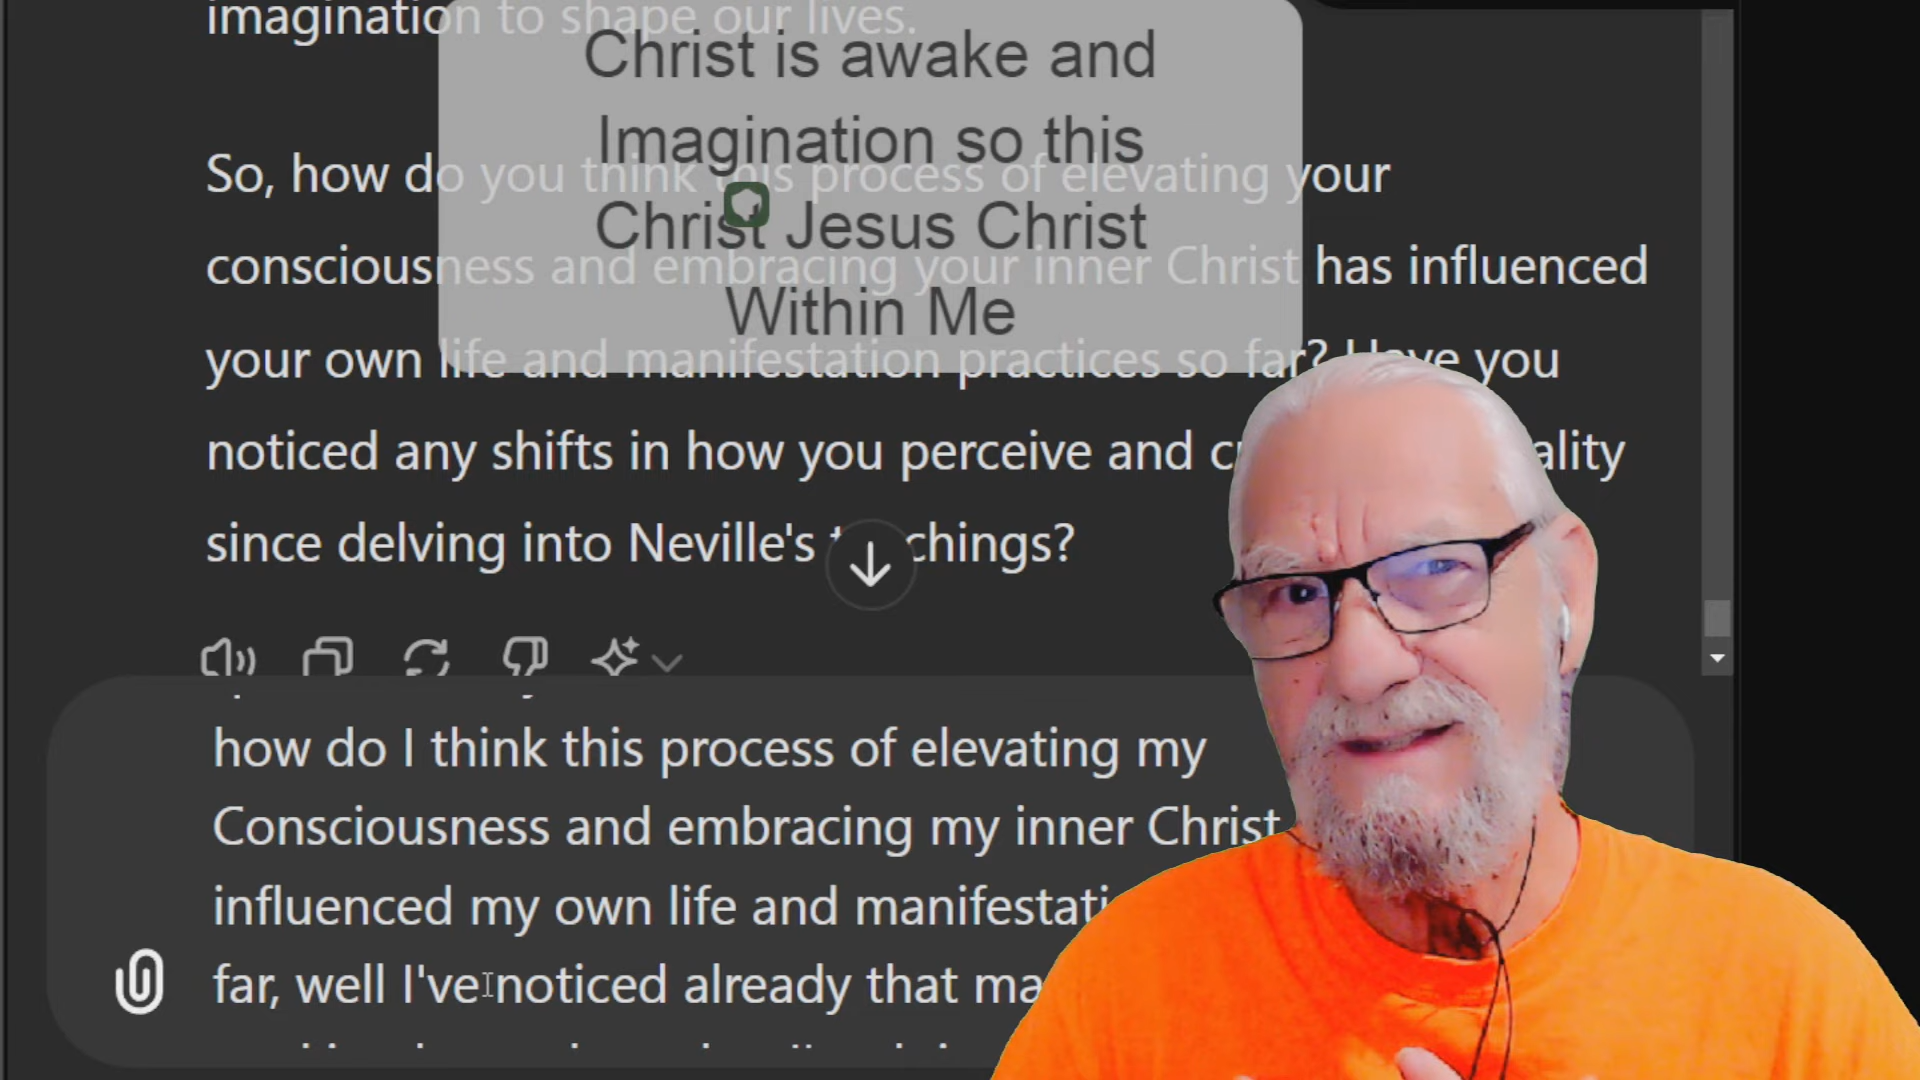 imagination to shape our lives.
Christ is awake and
Imagination so this
Christ Jesus Christ
Within Me
So, how do you think this process of elevating your
consciousness and embracing your inner Christ has influenced
your own life and manifestation practices so far? Have you
noticed any shifts in how you perceive and
since delving into Neville's
how do I think this process of elevating my
Consciousness and embracing my inner Christ
influenced my own life and
far, well I've noticed already that